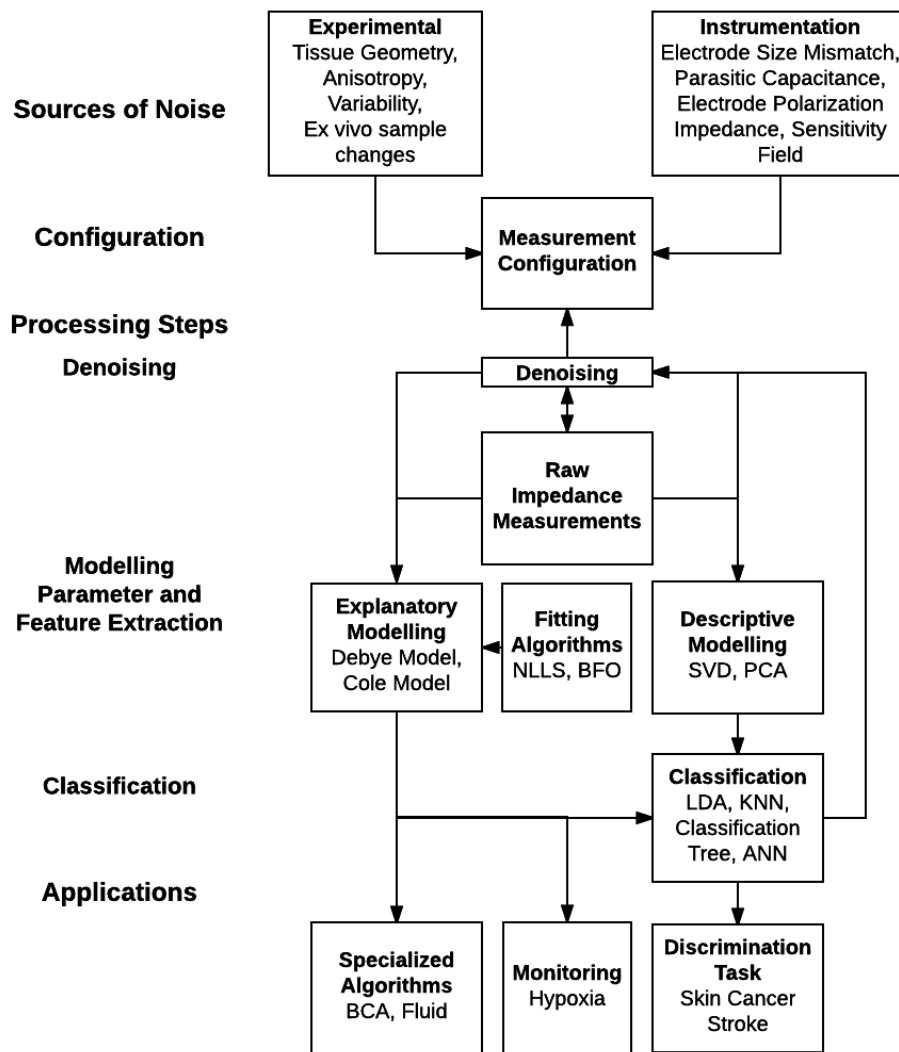 Sources of Noise
Experimental
Tissue Geometry,
Anisotropy,
Variability,
Ex vivo sample
changes
Instrumentation
Electrode Size Mismatch,
Parasitic Capacitance,
Electrode Polarization
Impedance, Sensitivity
Field
Configuration
Measurement
Configuration
Processing Steps
Denoising
Denoising
Raw
Impedance
Measurements
Modelling
Parameter and
Feature Extraction
Explanatory
Modelling
Debye Model,
Cole Model
Fitting
Algorithms
NLLS, BFO
Descriptive
Modelling
SVD, PCA
Classification
Classification
LDA, KNN,
Classification
Tree, ANN
Applications
Specialized
Algorithms
BCA, Fluid
Monitoring
Hypoxia
Discrimination
Task
Skin Cancer
Stroke